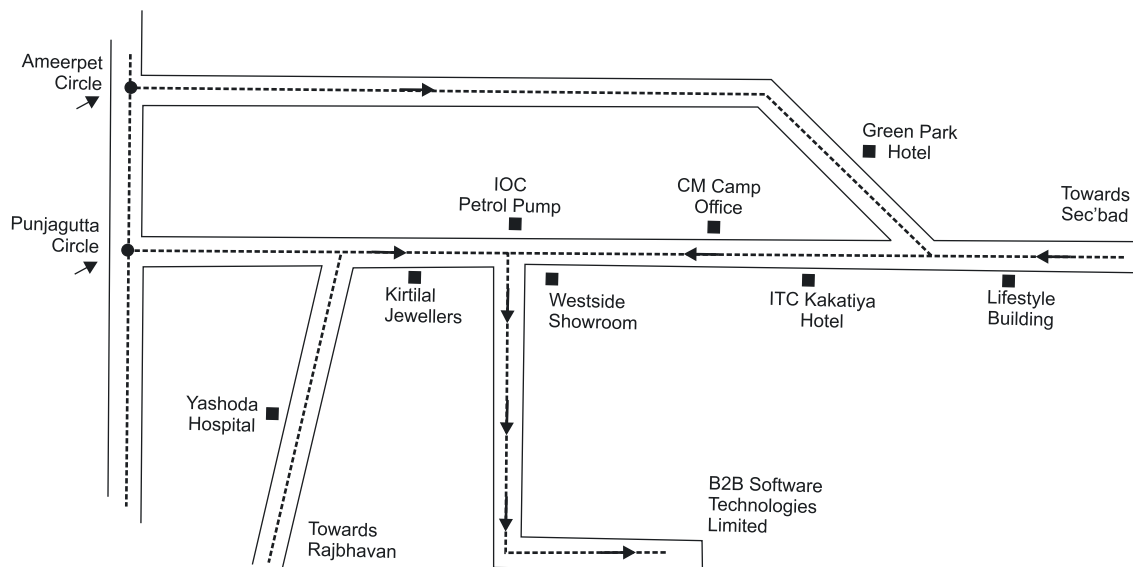 Ameerpet
Circle
Green Park
Hotel
IOC
Petrol Pump
CM Camp
Office
Towards
Sec'bad
Punjagutta
Circle
Kirtilal
Jewellers
Westside
Showroom
ITC Kakatiya
Hotel
Lifestyle
Building
Yashoda
Hospital
B2B Software
Technologies
Limited
Towards
Rajbhavan